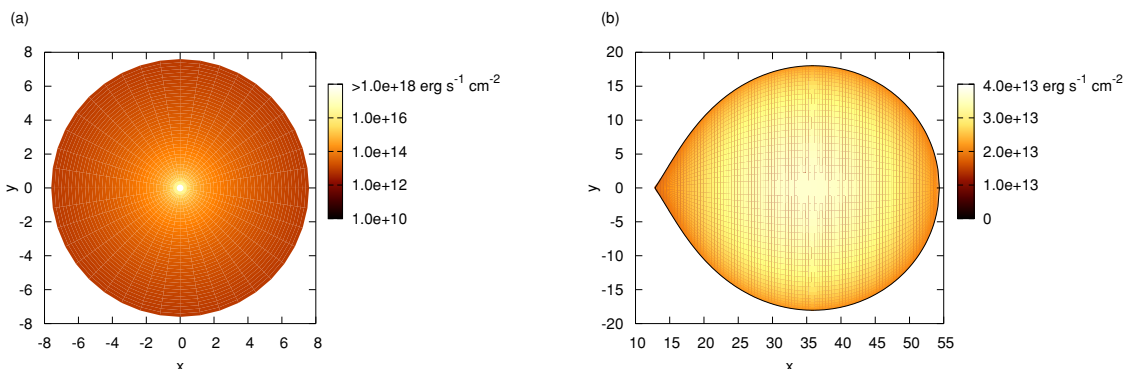 (a)
8
6
4
2
0
-2
-4
-6
-8
y
-8 -6 -4 -2 0 2 4 6 8
x
>1.0e+18 erg s⁻¹ cm⁻²
1.0e+16
1.0e+14
1.0e+12
1.0e+10
(b)
20
15
10
5
0
-5
-10
-15
-20
y
10 15 20 25 30 35 40 45 50 55
x
4.0e+13 erg s⁻¹ cm⁻²
3.0e+13
2.0e+13
1.0e+13
0